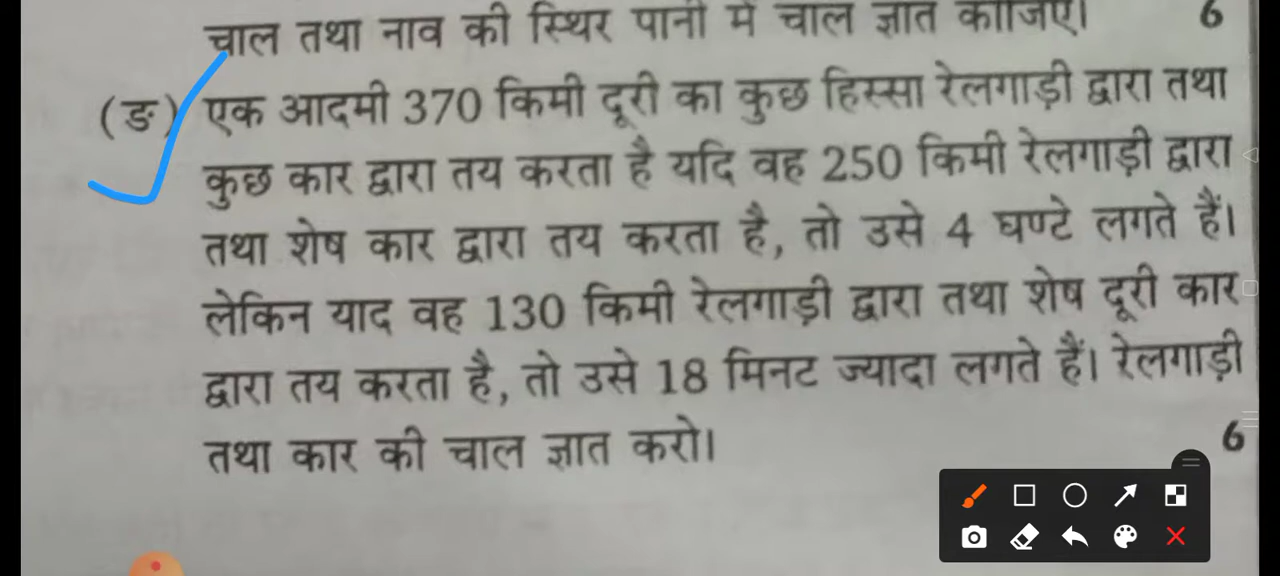 चाल तथा नाव की स्थिर पानी में चाल ज्ञात कीजिए। 6
(ङ) एक आदमी 370 किमी दूरी का कुछ हिस्सा रेलगाड़ी द्वारा तथा
कुछ कार द्वारा तय करता है यदि वह 250 किमी रेलगाड़ी द्वारा
तथा शेष कार द्वारा तय करता है, तो उसे 4 घण्टे लगते हैं।
लेकिन याद वह 130 किमी रेलगाड़ी द्वारा तथा शेष दूरी कार
द्वारा तय करता है, तो उसे 18 मिनट ज्यादा लगते हैं। रेलगाड़ी
तथा कार की चाल ज्ञात करो। 6